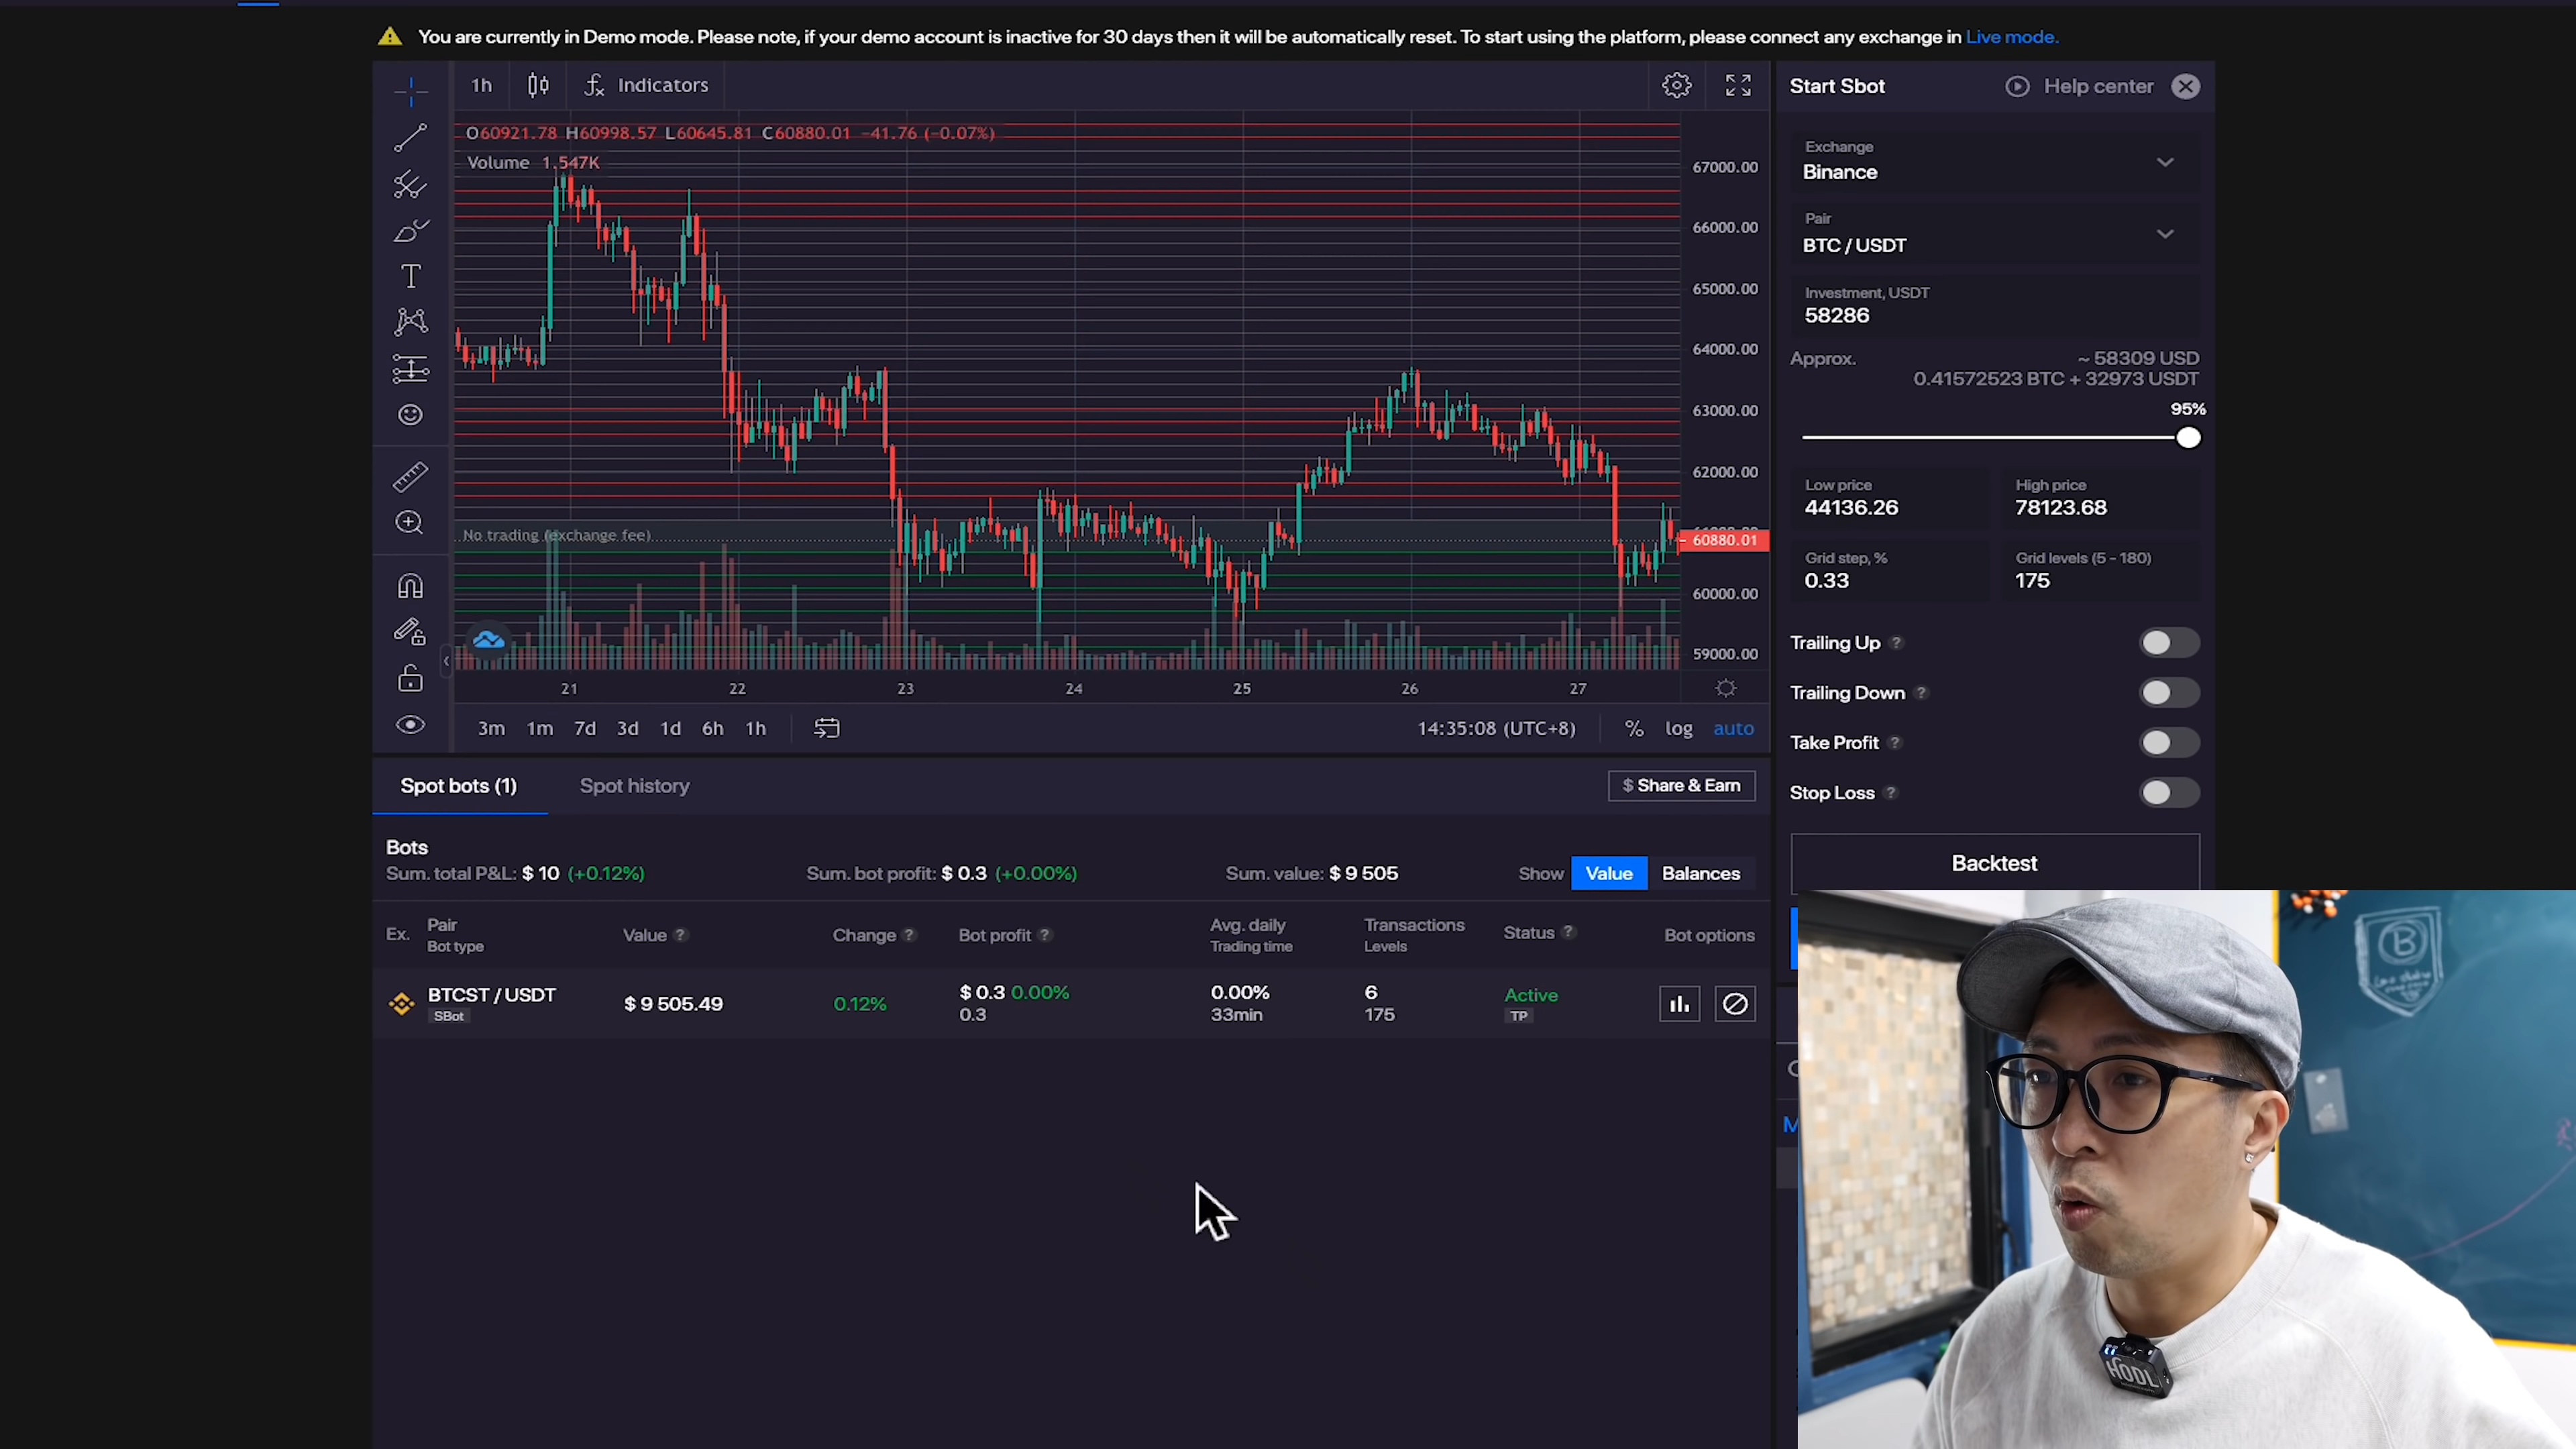 You are currently in Demo mode. Please note, if your demo account is inactive for 30 days then it will be automatically reset. To start using the platform, please connect any exchange in Live mode.
1h
Indicators
O60921.78 H60998.57 L60645.81 C60880.01 −41.76 (−0.07%)
Volume 1.547K
67000.00
66000.00
65000.00
64000.00
63000.00
62000.00
No trading (exchange fee)
60880.01
60000.00
59000.00
21 22 23 24 25 26 27
3m 1m 7d 3d 1d 6h 1h
14:35:08 (UTC+8) % log auto
Start Sbot
Help center
Exchange
Binance
Pair
BTC / USDT
Investment, USDT
58286
Approx. ~ 58309 USD
0.41572523 BTC + 32973 USDT
95%
Low price High price
44136.26 78123.68
Grid step, % Grid levels (5 - 180)
0.33 175
Trailing Up ?
Trailing Down ?
Take Profit ?
Stop Loss ?
Backtest
Spot bots (1) Spot history $ Share & Earn
Bots
Sum. total P&L: $ 10 (+0.12%) Sum. bot profit: $ 0.3 (+0.00%) Sum. value: $ 9 505 Show Value Balances
Ex. Pair Value ? Change ? Bot profit ? Avg. daily Transactions Status ? Bot options
Bot type Trading time Levels
BTCST / USDT $ 9 505.49 0.12% $ 0.3 0.00% 0.00% 6 Active
SBot 0.3 33min 175 TP
HODL